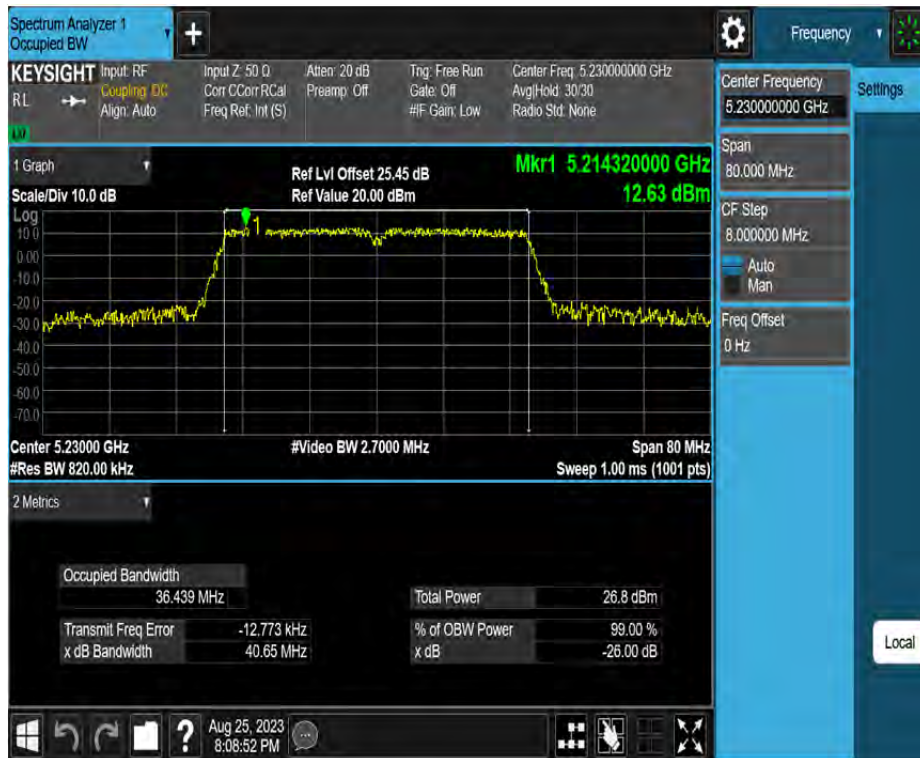 Spectrum Analyzer 1
Occupied BW
+
Frequency
KEYSIGHT
RL
Input: RF
Coupling: DC
Align: Auto
Input Z: 50 Ω
Corr CCorr RCal
Freq Ref: Int (S)
Atten: 20 dB
Preamp: Off
Trig: Free Run
Gate: Off
#IF Gain: Low
Center Freq: 5.230000000 GHz
Avg|Hold: 30/30
Radio Std: None
Center Frequency
5.230000000 GHz
Settings
Span
80.000 MHz
CF Step
8.000000 MHz
Auto
Man
Freq Offset
0 Hz
1 Graph
Scale/Div 10.0 dB
Ref Lvl Offset 25.45 dB
Ref Value 20.00 dBm
Mkr1 5.214320000 GHz
12.63 dBm
Log
10.0
0.00
-10.0
-20.0
-30.0
-40.0
-50.0
-60.0
-70.0
1
Center 5.23000 GHz
#Res BW 820.00 kHz
#Video BW 2.7000 MHz
Span 80 MHz
Sweep 1.00 ms (1001 pts)
2 Metrics
Occupied Bandwidth
36.439 MHz
Total Power 26.8 dBm
Transmit Freq Error -12.773 kHz
% of OBW Power 99.00 %
x dB Bandwidth 40.65 MHz
x dB -26.00 dB
Local
?
Aug 25, 2023
8:08:52 PM